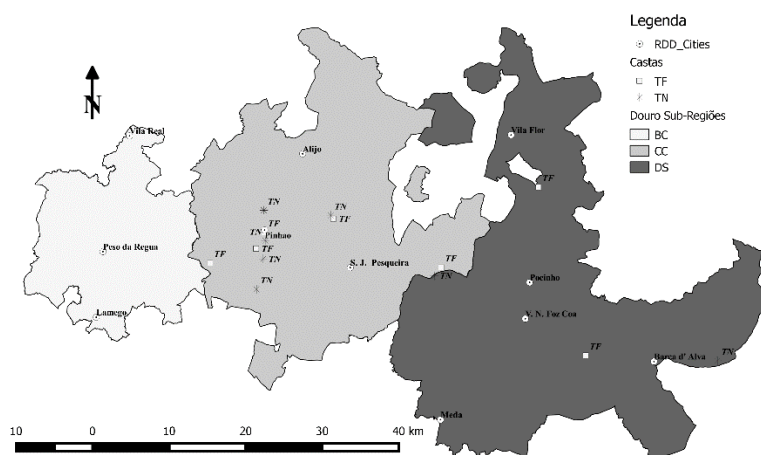 Legenda
RDD_Cities
Castas
TF
TN
Douro Sub-Regiões
BC
CC
DS
N
Vila Real
Alijo
Vila Flor
TF
TN
TN
TF
TF
TN
Pinhao
Peso da Regua
TF
TF
TN
S. J. Pesqueira
TF
TN
TN
Pocinho
Lamego
V. N. Foz Coa
TF
Barca d' Alva
TN
Meda
10
0
10
20
30
40 km